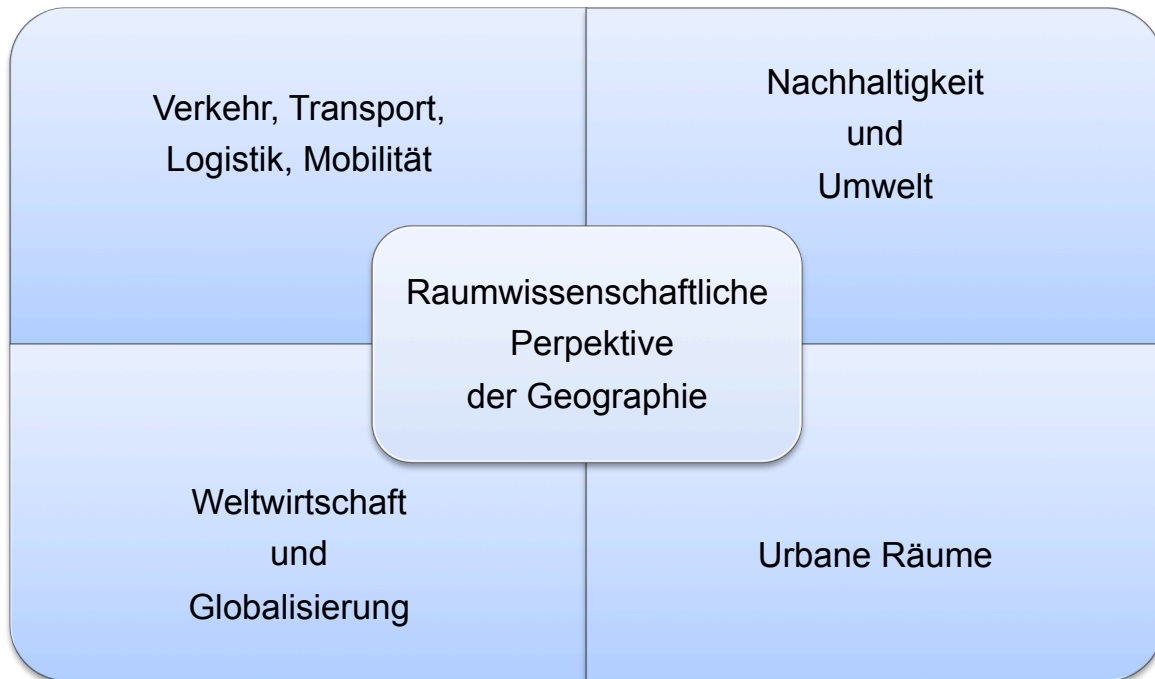 Verkehr, Transport,
Logistik, Mobilität
Nachhaltigkeit
und
Umwelt
Raumwissenschaftliche
Perpektive
der Geographie
Weltwirtschaft
und
Globalisierung
Urbane Räume